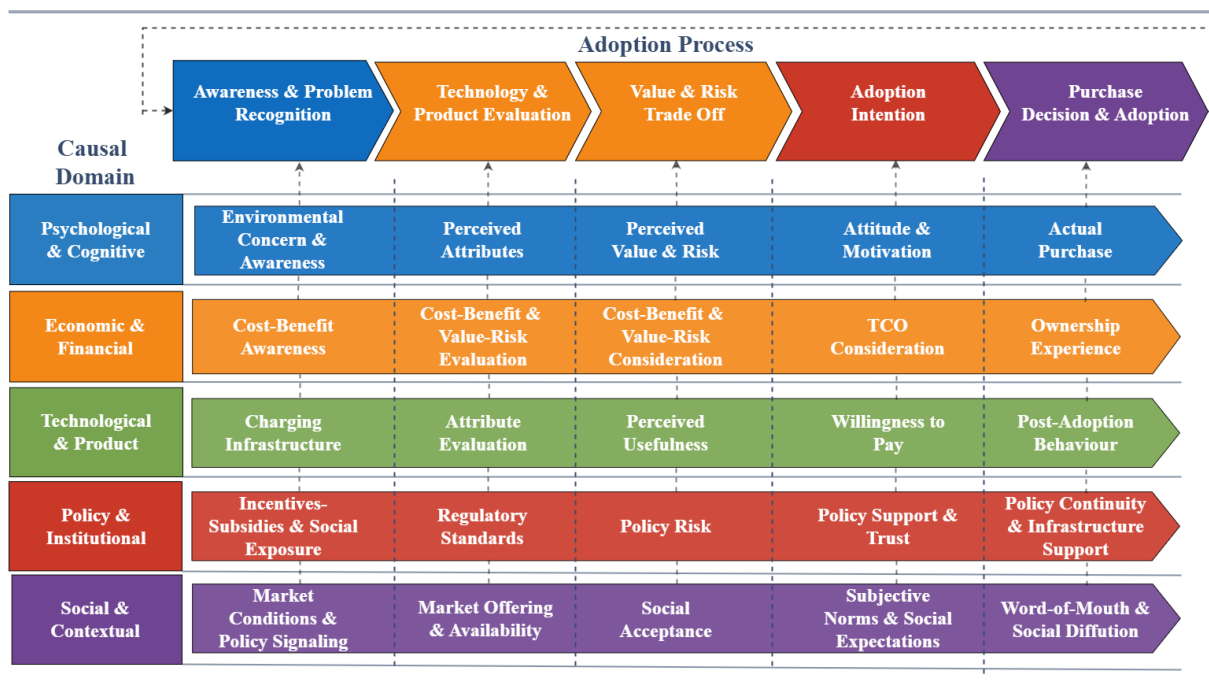 Adoption Process
Awareness & Problem
Recognition
Technology &
Product Evaluation
Value & Risk
Trade Off
Adoption
Intention
Purchase
Decision & Adoption
Causal
Domain
Psychological
& Cognitive
Environmental
Concern &
Awareness
Perceived
Attributes
Perceived
Value & Risk
Attitude &
Motivation
Actual
Purchase
Economic &
Financial
Cost-Benefit
Awareness
Cost-Benefit &
Value-Risk
Evaluation
Cost-Benefit &
Value-Risk
Consideration
TCO
Consideration
Ownership
Experience
Technological
& Product
Charging
Infrastructure
Attribute
Evaluation
Perceived
Usefulness
Willingness to
Pay
Post-Adoption
Behaviour
Policy &
Institutional
Incentives-
Subsidies & Social
Exposure
Regulatory
Standards
Policy Risk
Policy Support &
Trust
Policy Continuity
& Infrastructure
Support
Social &
Contextual
Market
Conditions &
Policy Signaling
Market Offering
& Availability
Social
Acceptance
Subjective
Norms & Social
Expectations
Word-of-Mouth &
Social Diffution